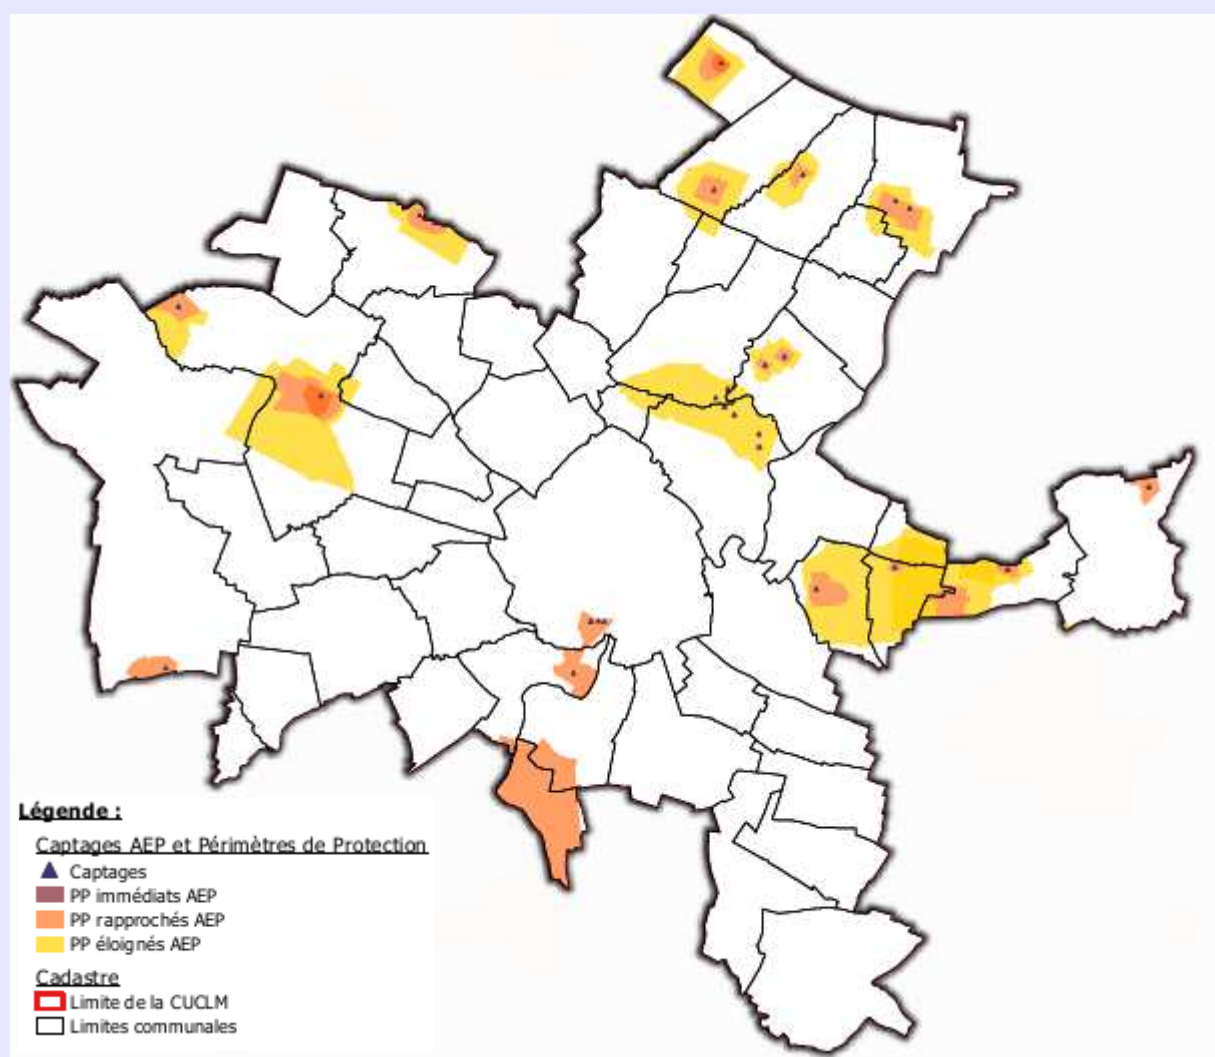 Légende :
Captages AEP et Périmètres de Protection
Captages
PP immédiats AEP
PP rapprochés AEP
PP éloignés AEP
Cadastre
Limite de la CUCLM
Limites communales